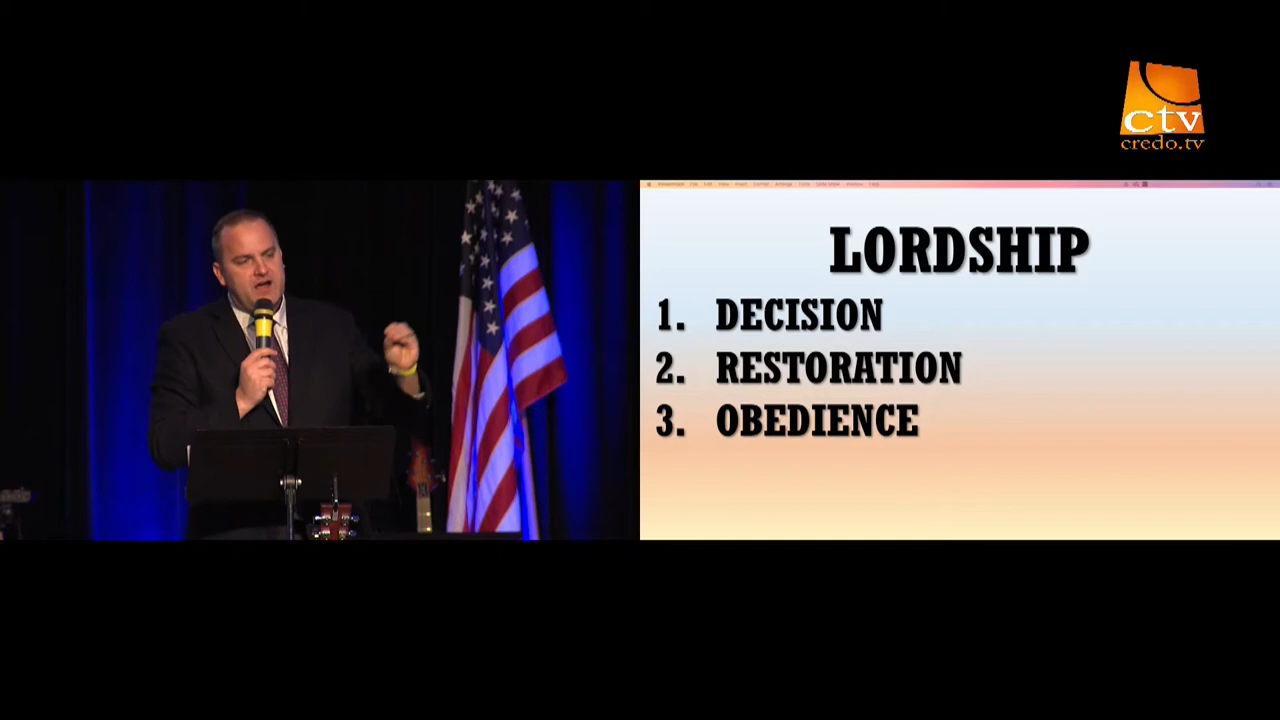 ctv
credo.tv
LORDSHIP
1. DECISION
2. RESTORATION
3. OBEDIENCE